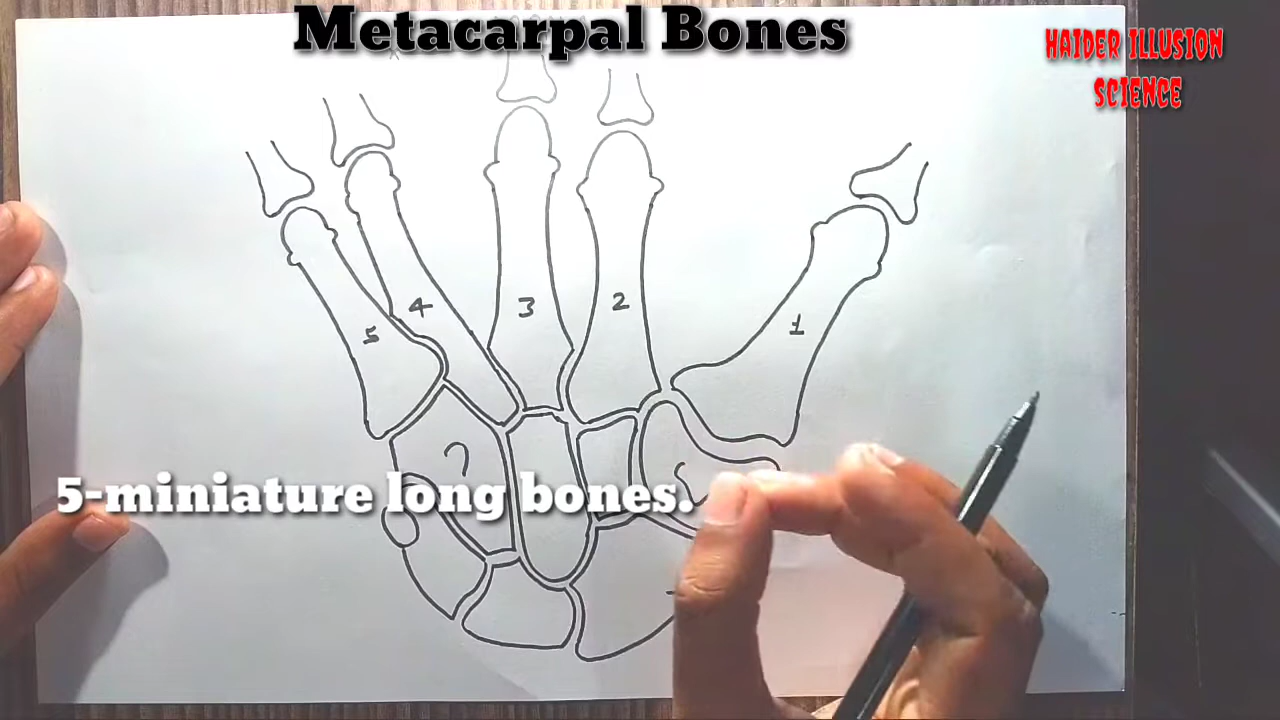 Metacarpal Bones
HAIDER ILLUSION
SCIENCE
5 4 3 2 1
5-miniature long bones.